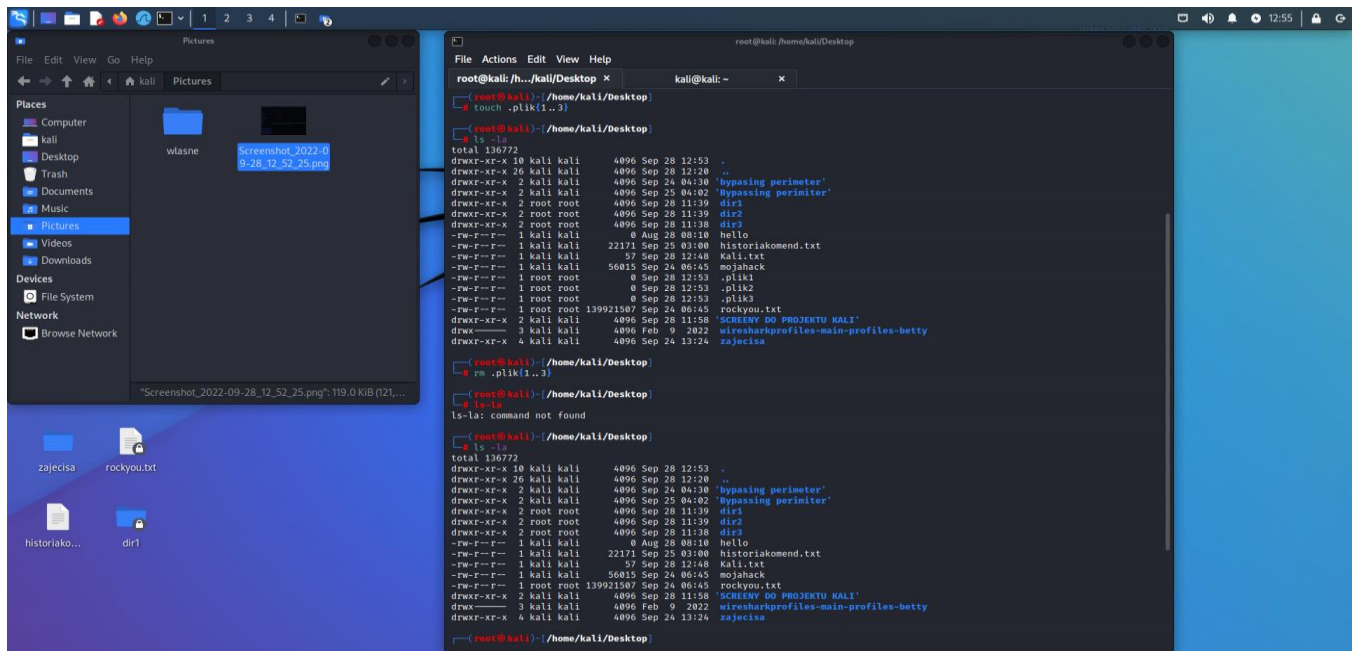 1 2 3 4
12:55
Pictures
File Edit View Go Help
kali Pictures
Places
Computer
kali
Desktop
Trash
Documents
Music
Pictures
Videos
Downloads
Devices
File System
Network
Browse Network
wlasne
Screenshot_2022-0
9-28_12_52_25.png
"Screenshot_2022-09-28_12_52_25.png": 119.0 KiB (121,...
zajecisa
rockyou.txt
historiako...
dir1
root@kali: /home/kali/Desktop
File Actions Edit View Help
root@kali: /h.../kali/Desktop ×
kali@kali: ~ ×
┌──(root㉿kali)-[/home/kali/Desktop]
└─# touch .plik{1..3}
┌──(root㉿kali)-[/home/kali/Desktop]
└─# ls -la
total 136772
drwxr-xr-x 10 kali kali 4096 Sep 28 12:53 .
drwxr-xr-x 26 kali kali 4096 Sep 28 12:20 ..
drwxr-xr-x 2 kali kali 4096 Sep 24 04:30 'bypasing perimeter'
drwxr-xr-x 2 kali kali 4096 Sep 25 04:02 'Bypassing perimiter'
drwxr-xr-x 2 root root 4096 Sep 28 11:39 dir1
drwxr-xr-x 2 root root 4096 Sep 28 11:39 dir2
drwxr-xr-x 2 root root 4096 Sep 28 11:38 dir3
-rw-r--r-- 1 kali kali 0 Aug 28 08:10 hello
-rw-r--r-- 1 kali kali 22171 Sep 25 03:00 historiakomend.txt
-rw-r--r-- 1 kali kali 57 Sep 28 12:48 Kali.txt
-rw-r--r-- 1 kali kali 56015 Sep 24 06:45 mojahack
-rw-r--r-- 1 root root 0 Sep 28 12:53 .plik1
-rw-r--r-- 1 root root 0 Sep 28 12:53 .plik2
-rw-r--r-- 1 root root 0 Sep 28 12:53 .plik3
-rw-r--r-- 1 root root 139921507 Sep 24 06:45 rockyou.txt
drwxr-xr-x 2 kali kali 4096 Sep 28 11:58 'SCREENY DO PROJEKTU KALI'
drwx------ 3 kali kali 4096 Feb 9 2022 wiresharkprofiles-main-profiles-betty
drwxr-xr-x 4 kali kali 4096 Sep 24 13:24 zajecisa
┌──(root㉿kali)-[/home/kali/Desktop]
└─# rm .plik{1..3}
┌──(root㉿kali)-[/home/kali/Desktop]
└─# ls-la
ls-la: command not found
┌──(root㉿kali)-[/home/kali/Desktop]
└─# ls -la
total 136772
drwxr-xr-x 10 kali kali 4096 Sep 28 12:53 .
drwxr-xr-x 26 kali kali 4096 Sep 28 12:20 ..
drwxr-xr-x 2 kali kali 4096 Sep 24 04:30 'bypasing perimeter'
drwxr-xr-x 2 kali kali 4096 Sep 25 04:02 'Bypassing perimiter'
drwxr-xr-x 2 root root 4096 Sep 28 11:39 dir1
drwxr-xr-x 2 root root 4096 Sep 28 11:39 dir2
drwxr-xr-x 2 root root 4096 Sep 28 11:38 dir3
-rw-r--r-- 1 kali kali 0 Aug 28 08:10 hello
-rw-r--r-- 1 kali kali 22171 Sep 25 03:00 historiakomend.txt
-rw-r--r-- 1 kali kali 57 Sep 28 12:48 Kali.txt
-rw-r--r-- 1 kali kali 56015 Sep 24 06:45 mojahack
-rw-r--r-- 1 root root 139921507 Sep 24 06:45 rockyou.txt
drwxr-xr-x 2 kali kali 4096 Sep 28 11:58 'SCREENY DO PROJEKTU KALI'
drwx------ 3 kali kali 4096 Feb 9 2022 wiresharkprofiles-main-profiles-betty
drwxr-xr-x 4 kali kali 4096 Sep 24 13:24 zajecisa
┌──(root㉿kali)-[/home/kali/Desktop]